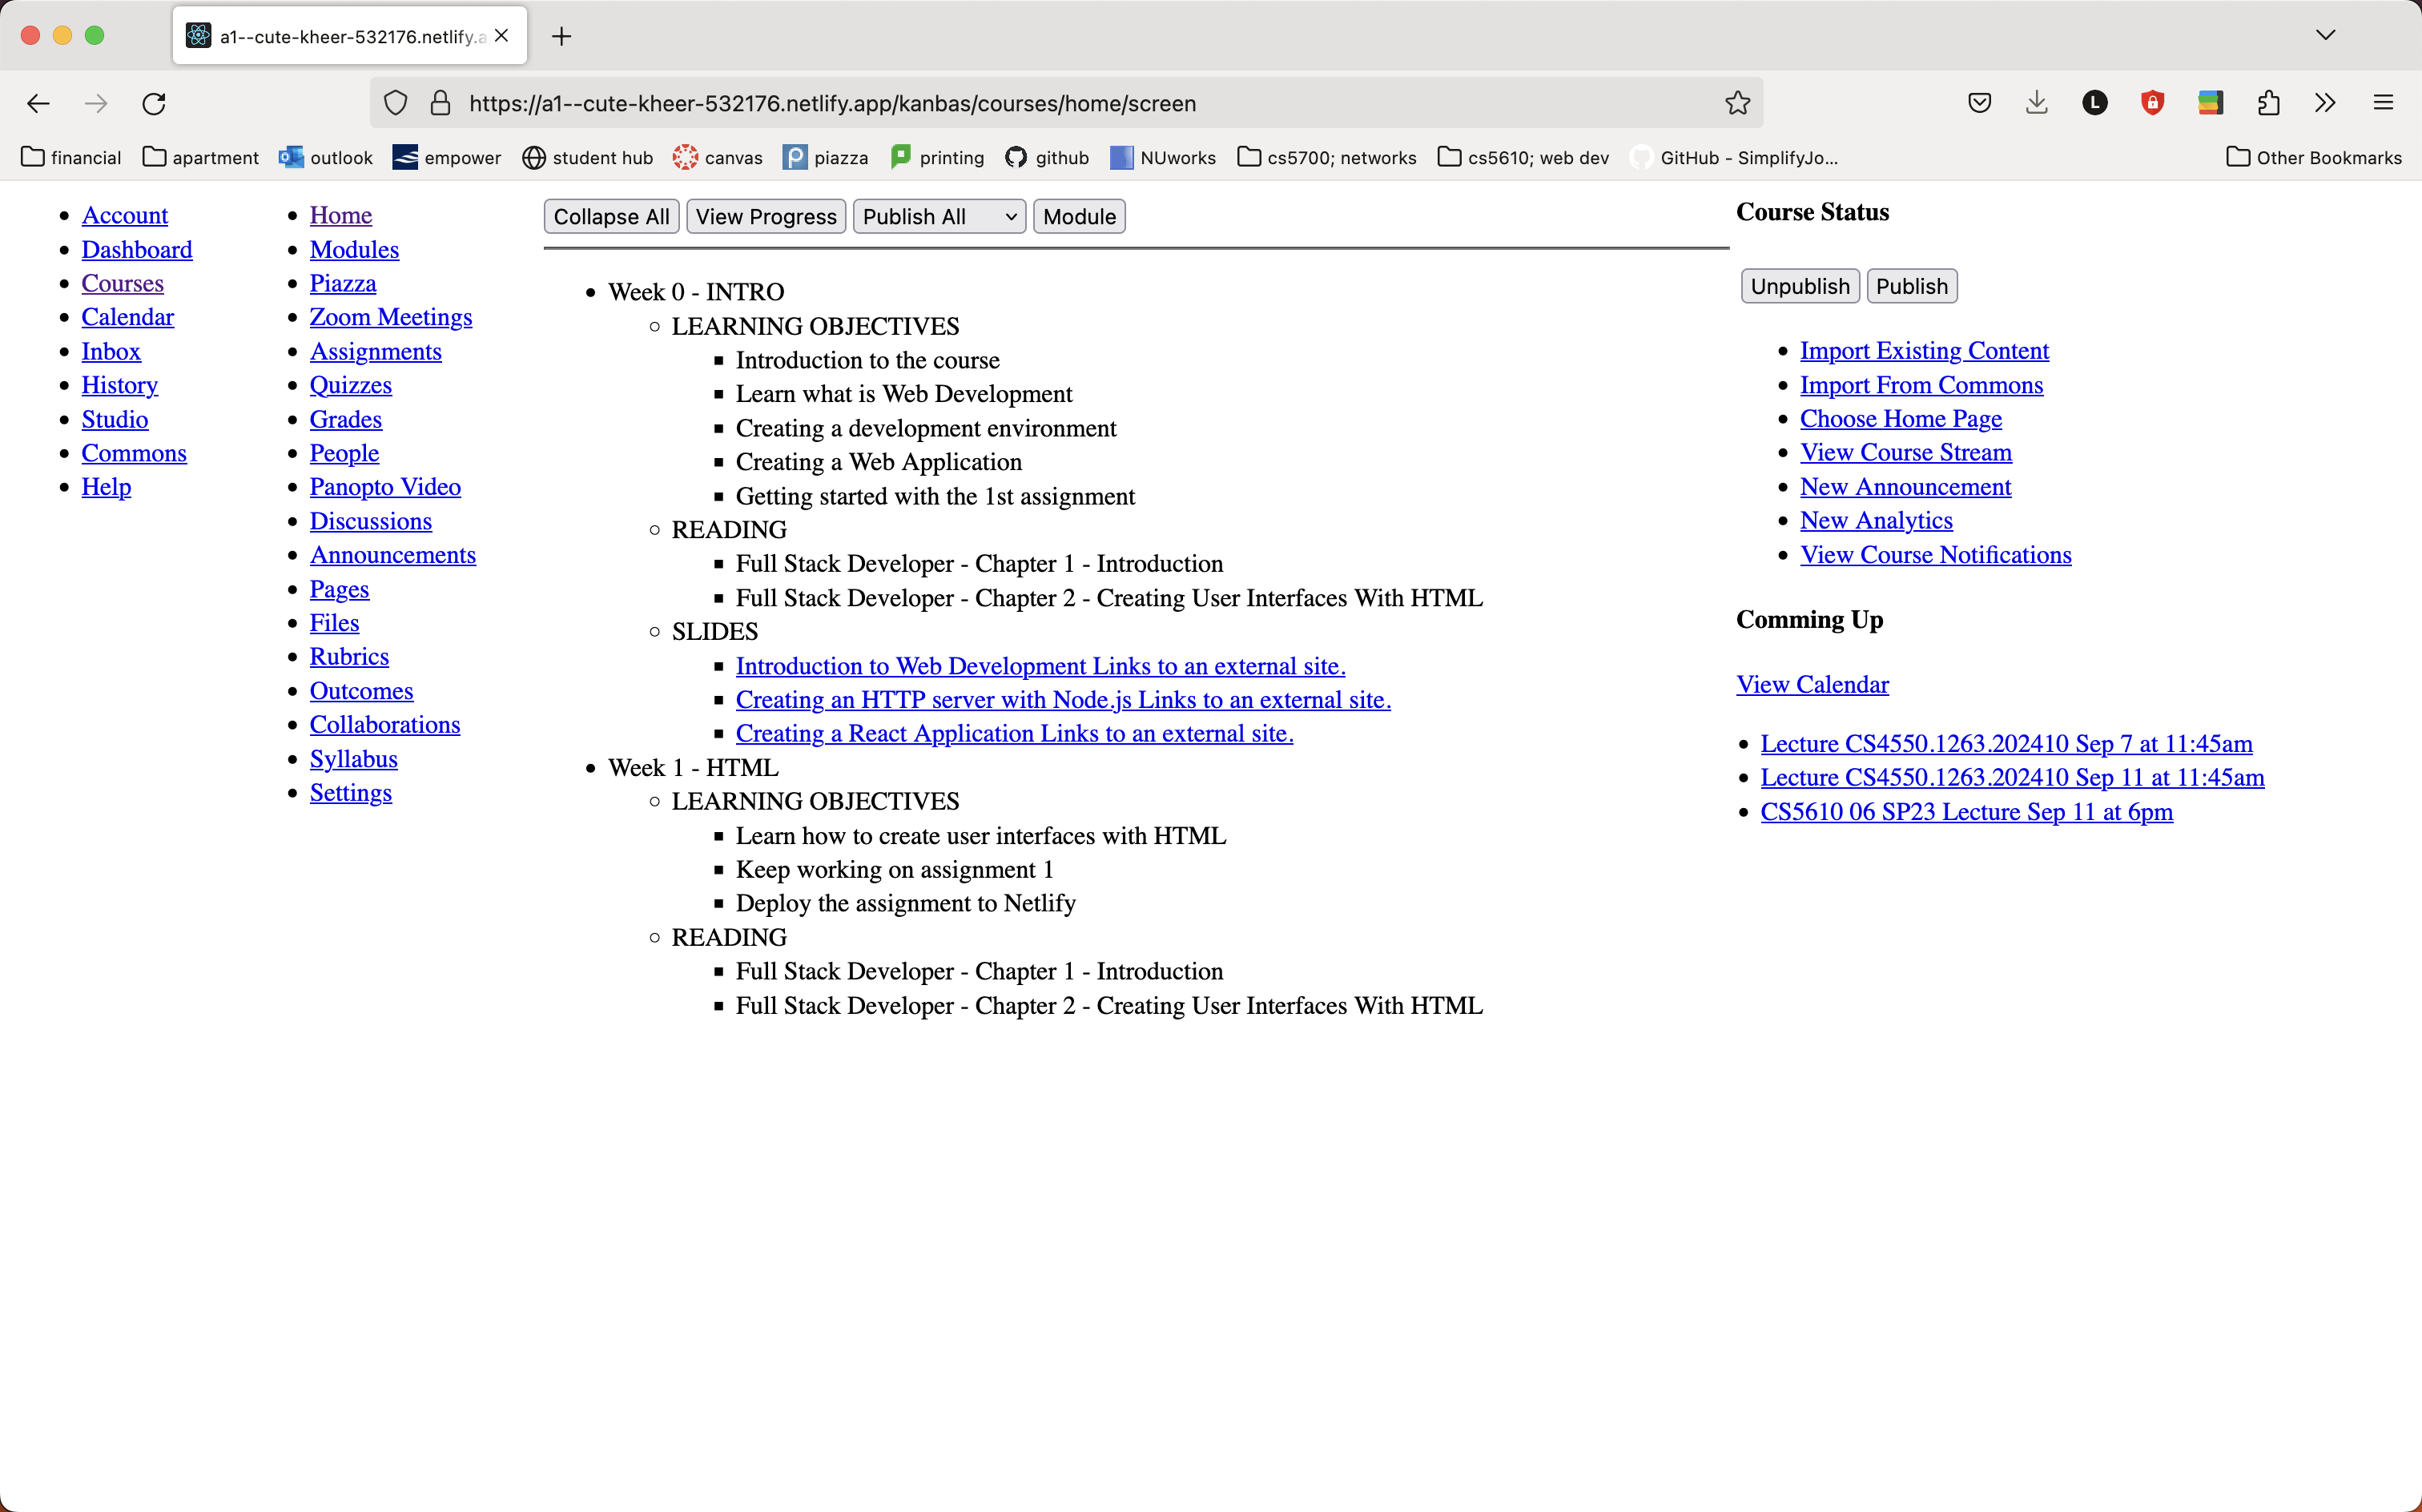 a1--cute-kheer-532176.netlify.a
https://a1--cute-kheer-532176.netlify.app/kanbas/courses/home/screen
L
financial apartment outlook empower student hub canvas piazza printing github NUworks cs5700; networks cs5610; web dev GitHub - SimplifyJo... Other Bookmarks
Account
Dashboard
Courses
Calendar
Inbox
History
Studio
Commons
Help
Home
Modules
Piazza
Zoom Meetings
Assignments
Quizzes
Grades
People
Panopto Video
Discussions
Announcements
Pages
Files
Rubrics
Outcomes
Collaborations
Syllabus
Settings
Collapse All View Progress Publish All Module
Week 0 - INTRO
LEARNING OBJECTIVES
Introduction to the course
Learn what is Web Development
Creating a development environment
Creating a Web Application
Getting started with the 1st assignment
READING
Full Stack Developer - Chapter 1 - Introduction
Full Stack Developer - Chapter 2 - Creating User Interfaces With HTML
SLIDES
Introduction to Web Development Links to an external site.
Creating an HTTP server with Node.js Links to an external site.
Creating a React Application Links to an external site.
Week 1 - HTML
LEARNING OBJECTIVES
Learn how to create user interfaces with HTML
Keep working on assignment 1
Deploy the assignment to Netlify
READING
Full Stack Developer - Chapter 1 - Introduction
Full Stack Developer - Chapter 2 - Creating User Interfaces With HTML
Course Status
Unpublish Publish
Import Existing Content
Import From Commons
Choose Home Page
View Course Stream
New Announcement
New Analytics
View Course Notifications
Comming Up
View Calendar
Lecture CS4550.1263.202410 Sep 7 at 11:45am
Lecture CS4550.1263.202410 Sep 11 at 11:45am
CS5610 06 SP23 Lecture Sep 11 at 6pm